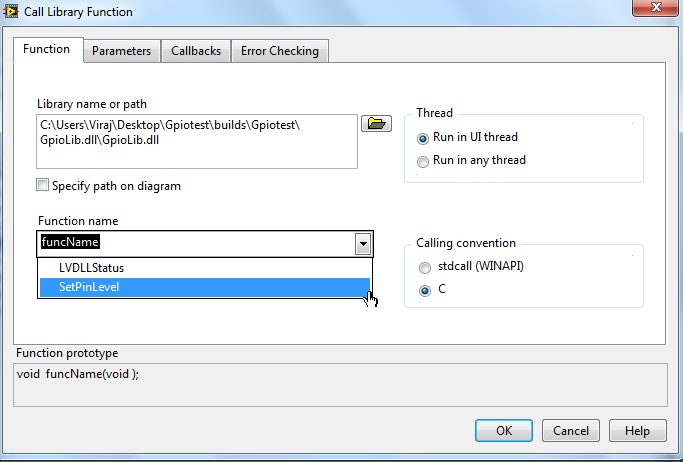 Call Library Function
Function
Parameters
Callbacks
Error Checking
Library name or path
C:\Users\Viraj\Desktop\Gpiotest\builds\Gpiotest\
GpioLib.dll\GpioLib.dll
Specify path on diagram
Thread
Run in UI thread
Run in any thread
Function name
funcName
LVDLLStatus
SetPinLevel
Calling convention
stdcall (WINAPI)
C
Function prototype
void  funcName(void );
OK
Cancel
Help